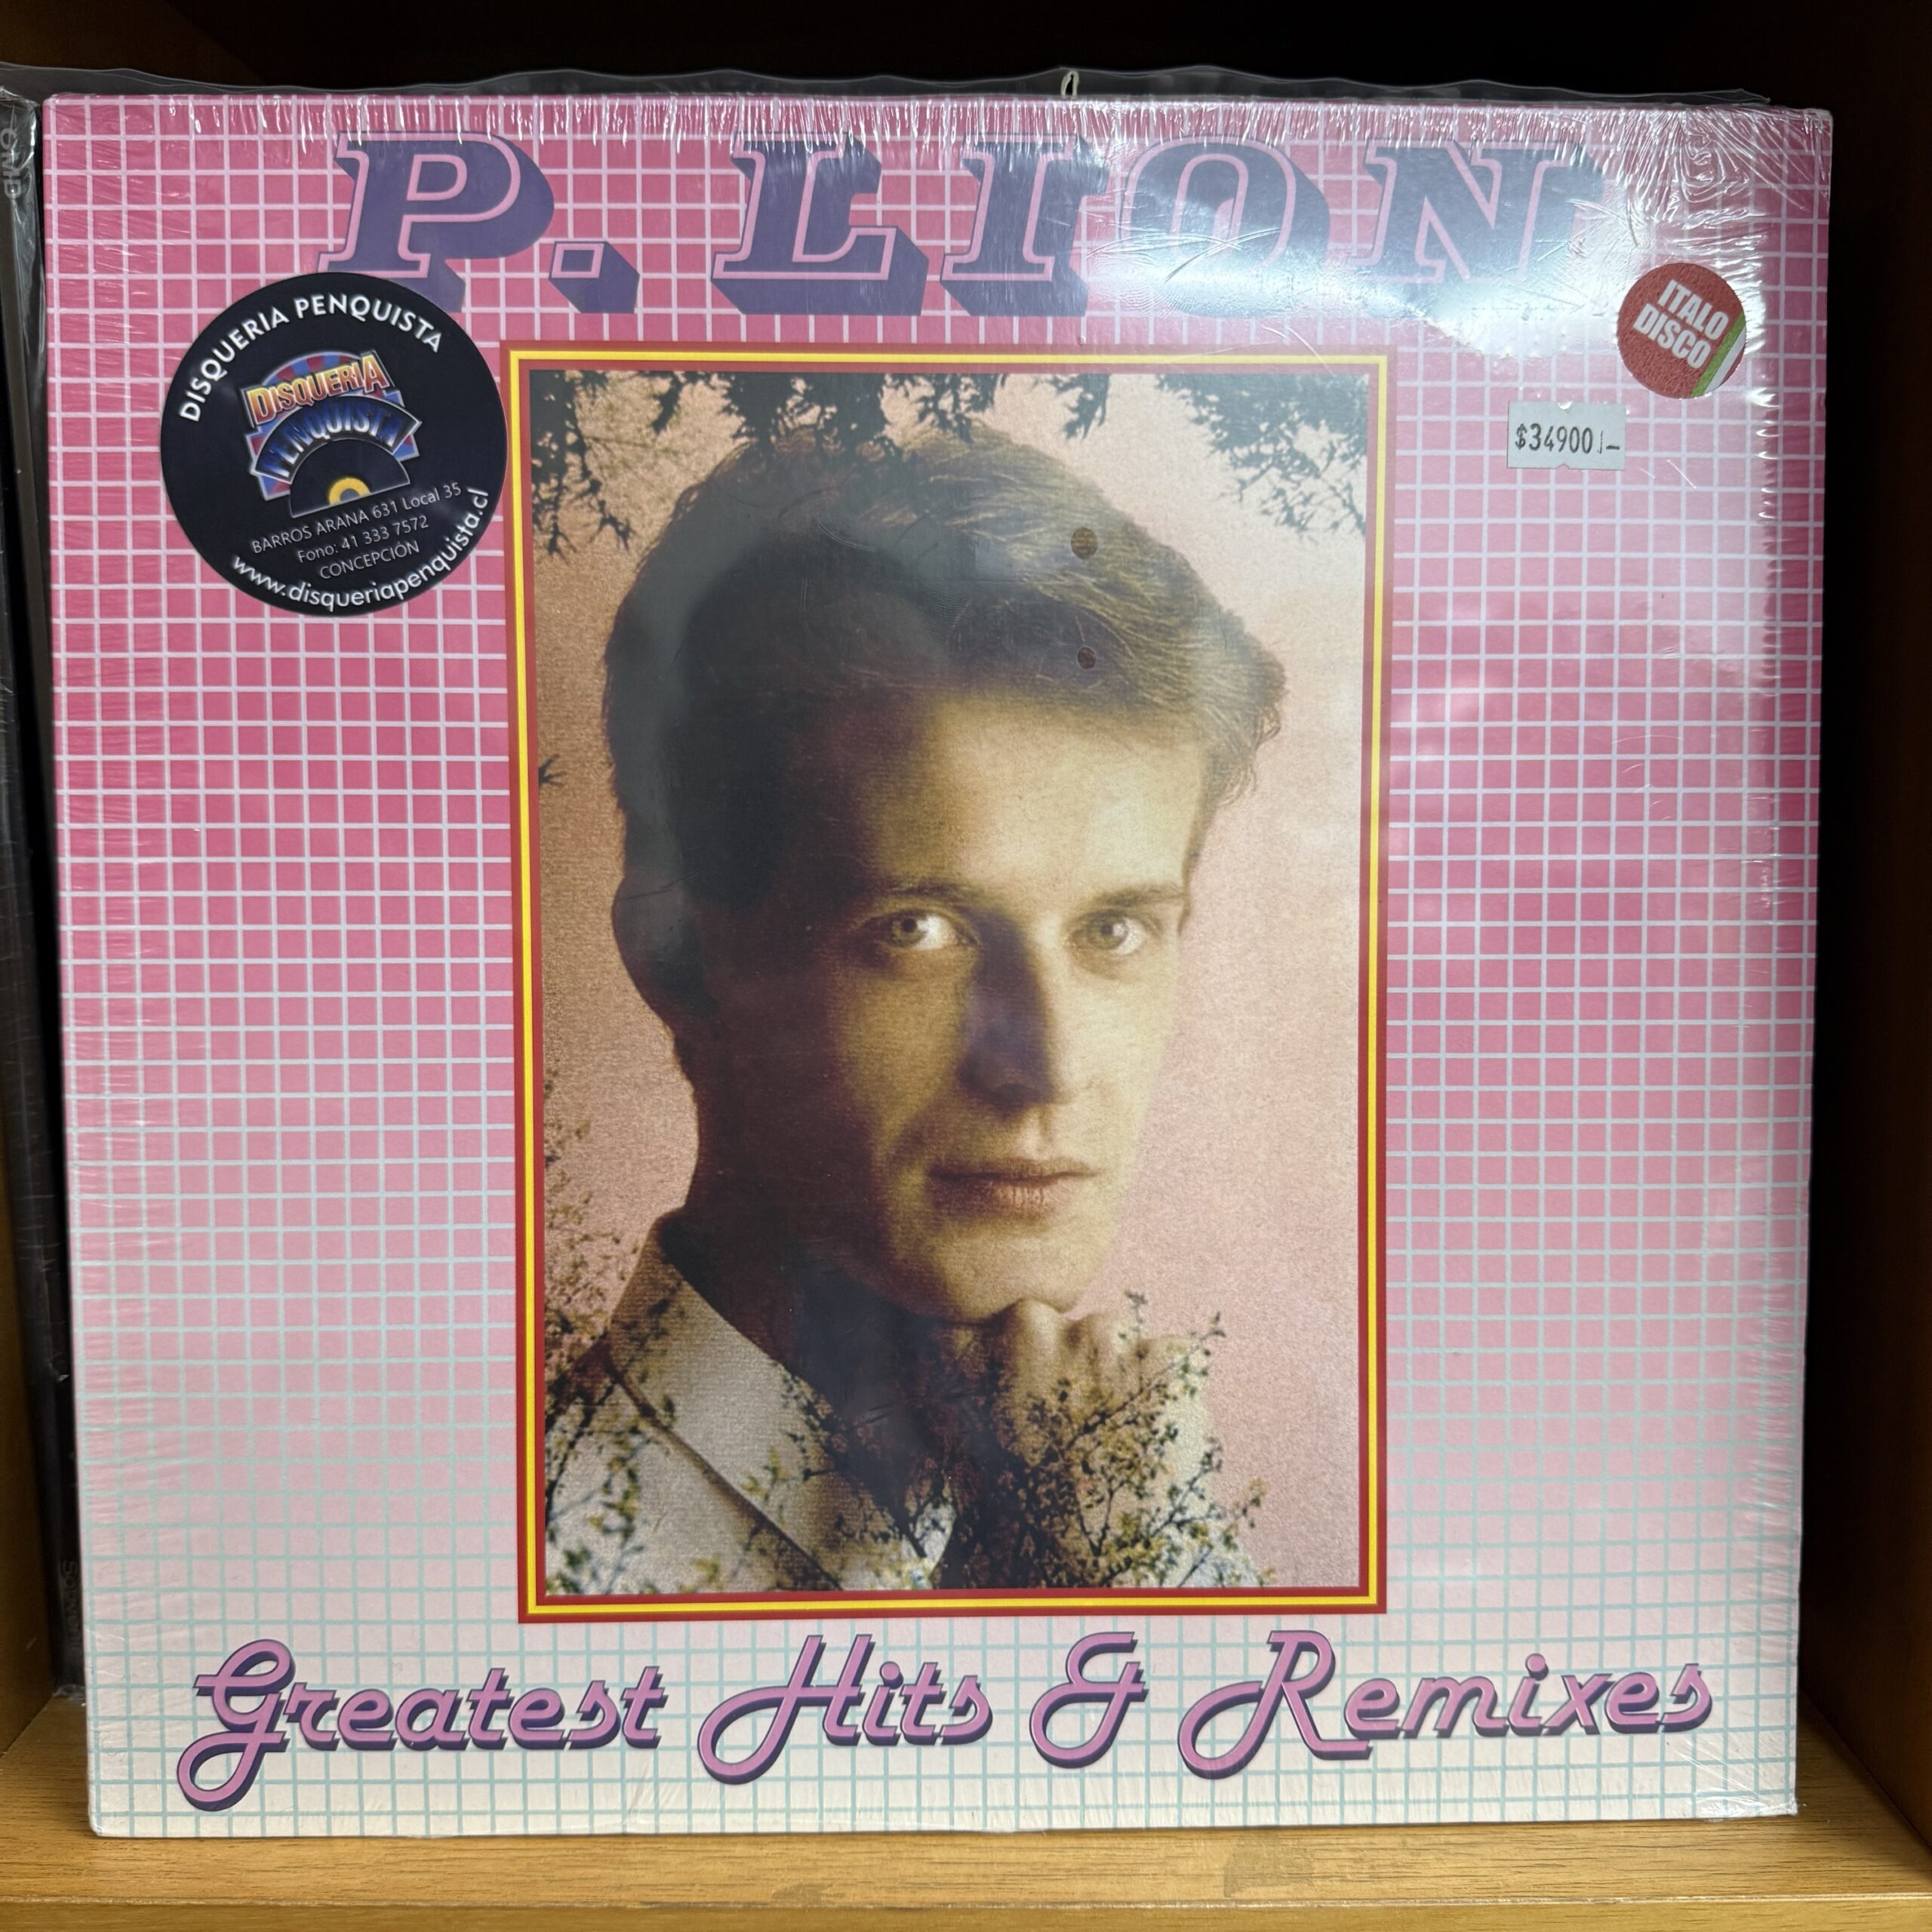 P. LION
DISQUERIA PENQUISTA
DISQUERIA
PENQUISTA
BARROS ARANA 631 Local 35
Fono: 41 333 7572
CONCEPCIÓN
www.disqueriapenquista.cl
ITALO
DISCO
$34900.-
Greatest Hits & Remixes